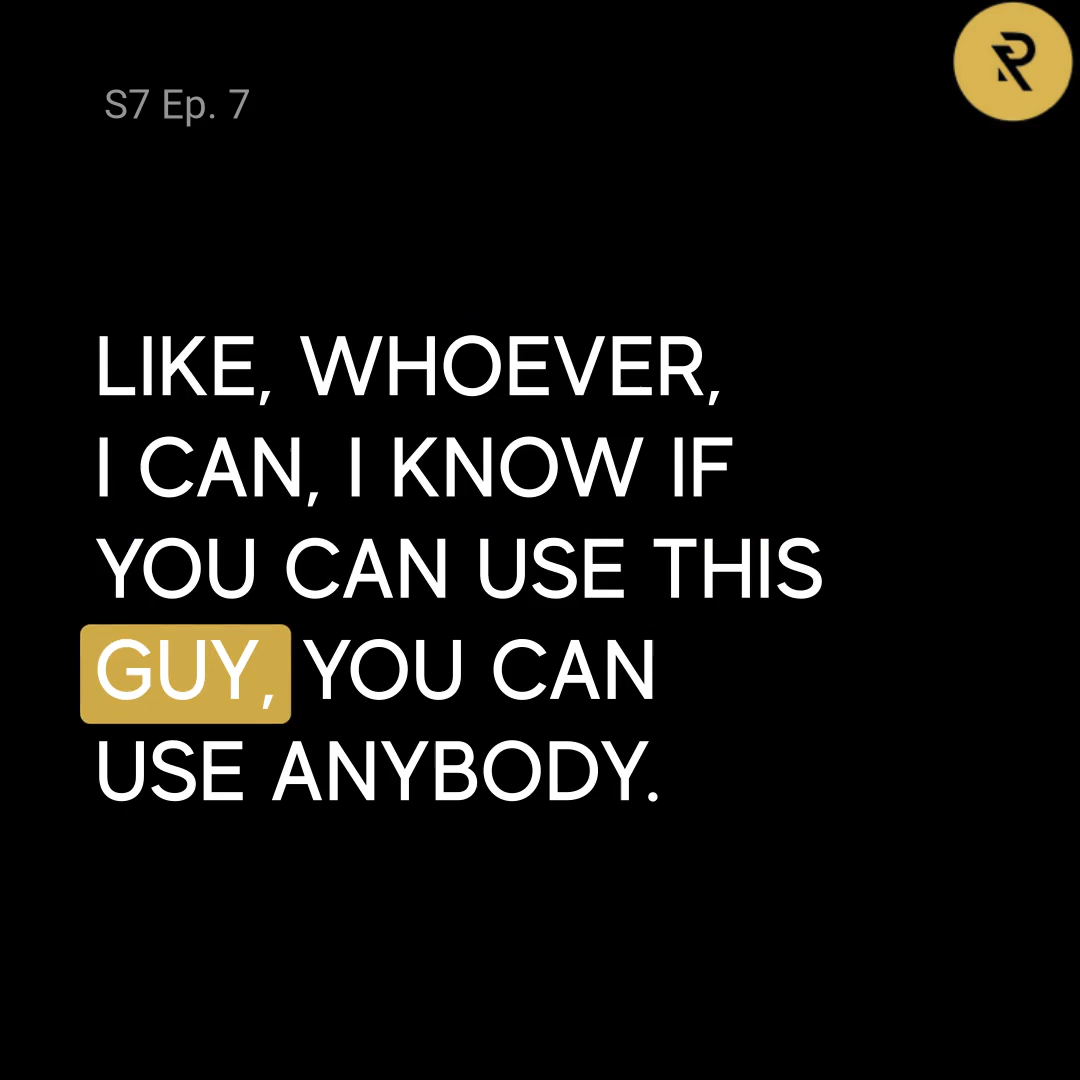 S7 Ep. 7
LIKE, WHOEVER,
I CAN, I KNOW IF
YOU CAN USE THIS
GUY, YOU CAN
USE ANYBODY.